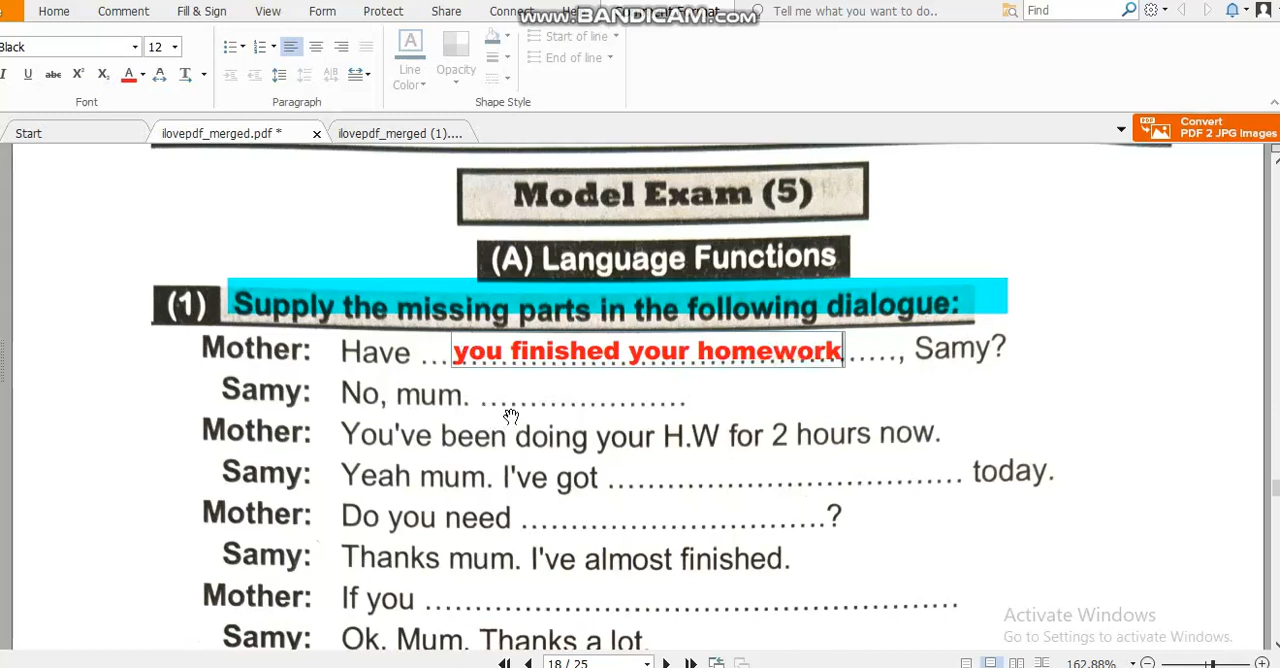 www.BANDICAM.com
Home Comment Fill & Sign View Form Protect Share Connect Tell me what you want to do.. Find
Black 12 Start of line
Line Color Opacity End of line
Font Paragraph Shape Style
Start ilovepdf_merged.pdf * ilovepdf_merged (1)....
Convert
PDF 2 JPG Images
Model Exam (5)
(A) Language Functions
(1) Supply the missing parts in the following dialogue:
Mother: Have ... you finished your homework ......, Samy?
Samy: No, mum. .....................
Mother: You've been doing your H.W for 2 hours now.
Samy: Yeah mum. I've got .................................... today.
Mother: Do you need ...............................?
Samy: Thanks mum. I've almost finished.
Mother: If you ......................................................
Samy: Ok. Mum. Thanks a lot.
Activate Windows
Go to Settings to activate Windows.
18 / 25 162.88%